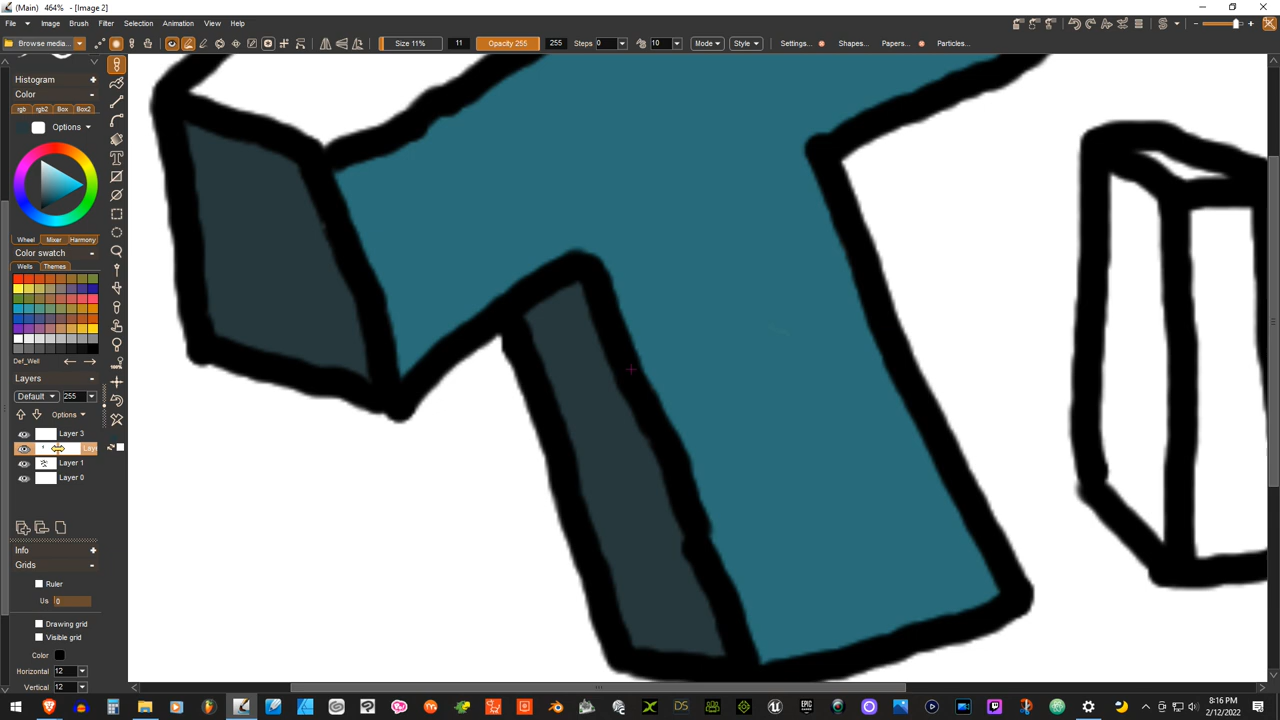 (Main) 464% - [Image 2]
File Image Brush Filter Selection Animation View Help
Browse media... Size 11% 11 Opacity 255 255 Steps 0 10 Mode Style Settings... Shapes... Papers... Particles...
Histogram
Color
rgb rgb2 Box Box2
Options
Wheel Mixer Harmony
Color swatch
Wells Themes
Def_Well
Layers
Default 255
Options
Layer 3
Laye
Layer 1
Layer 0
100%
Info
Grids
Ruler
Us 0
Drawing grid
Visible grid
Color
Horizontal 12
Vertical 12
8:16 PM
2/12/2022